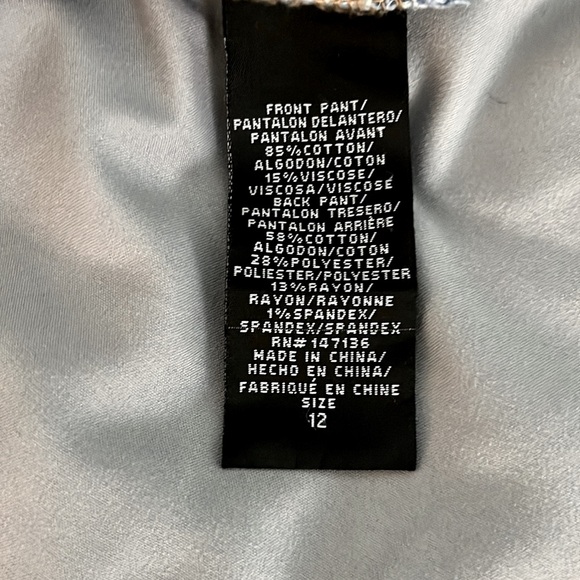 FRONT PANT/
PANTALON DELANTERO/
PANTALON AVANT
85%COTTON/
ALGODON/COTON
15%VISCOSE/
VISCOSA/VISCOSE
BACK PANT/
PANTALON TRESERO/
PANTALON ARRIÈRE
58%COTTON/
ALGODON/COTON
28%POLYESTER/
POLIESTER/POLYESTER
13%RAYON/
RAYON/RAYONNE
1%SPANDEX/
SPANDEX/SPANDEX
RN# 147136
MADE IN CHINA/
HECHO EN CHINA/
FABRIQUÉ EN CHINE
SIZE
12